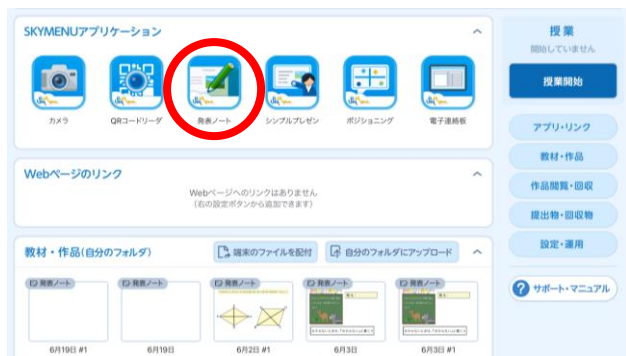 SKYMENUアプリケーション
カメラ
QRコードリーダ
発表ノート
シンプルプレゼン
ポジショニング
電子連絡板
Webページのリンク
Webページへのリンクはありません
(右の設定ボタンから追加できます)
教材・作品(自分のフォルダ)
端末のファイルを配付
自分のフォルダにアップロード
発表ノート
6月19日 #1
発表ノート
6月19日
発表ノート
6月2日 #1
発表ノート
6月3日
発表ノート
6月3日 #1
授業
開始していません
授業開始
アプリ・リンク
教材・作品
作品閲覧・回収
提出物・回収物
設定・運用
サポート・マニュアル